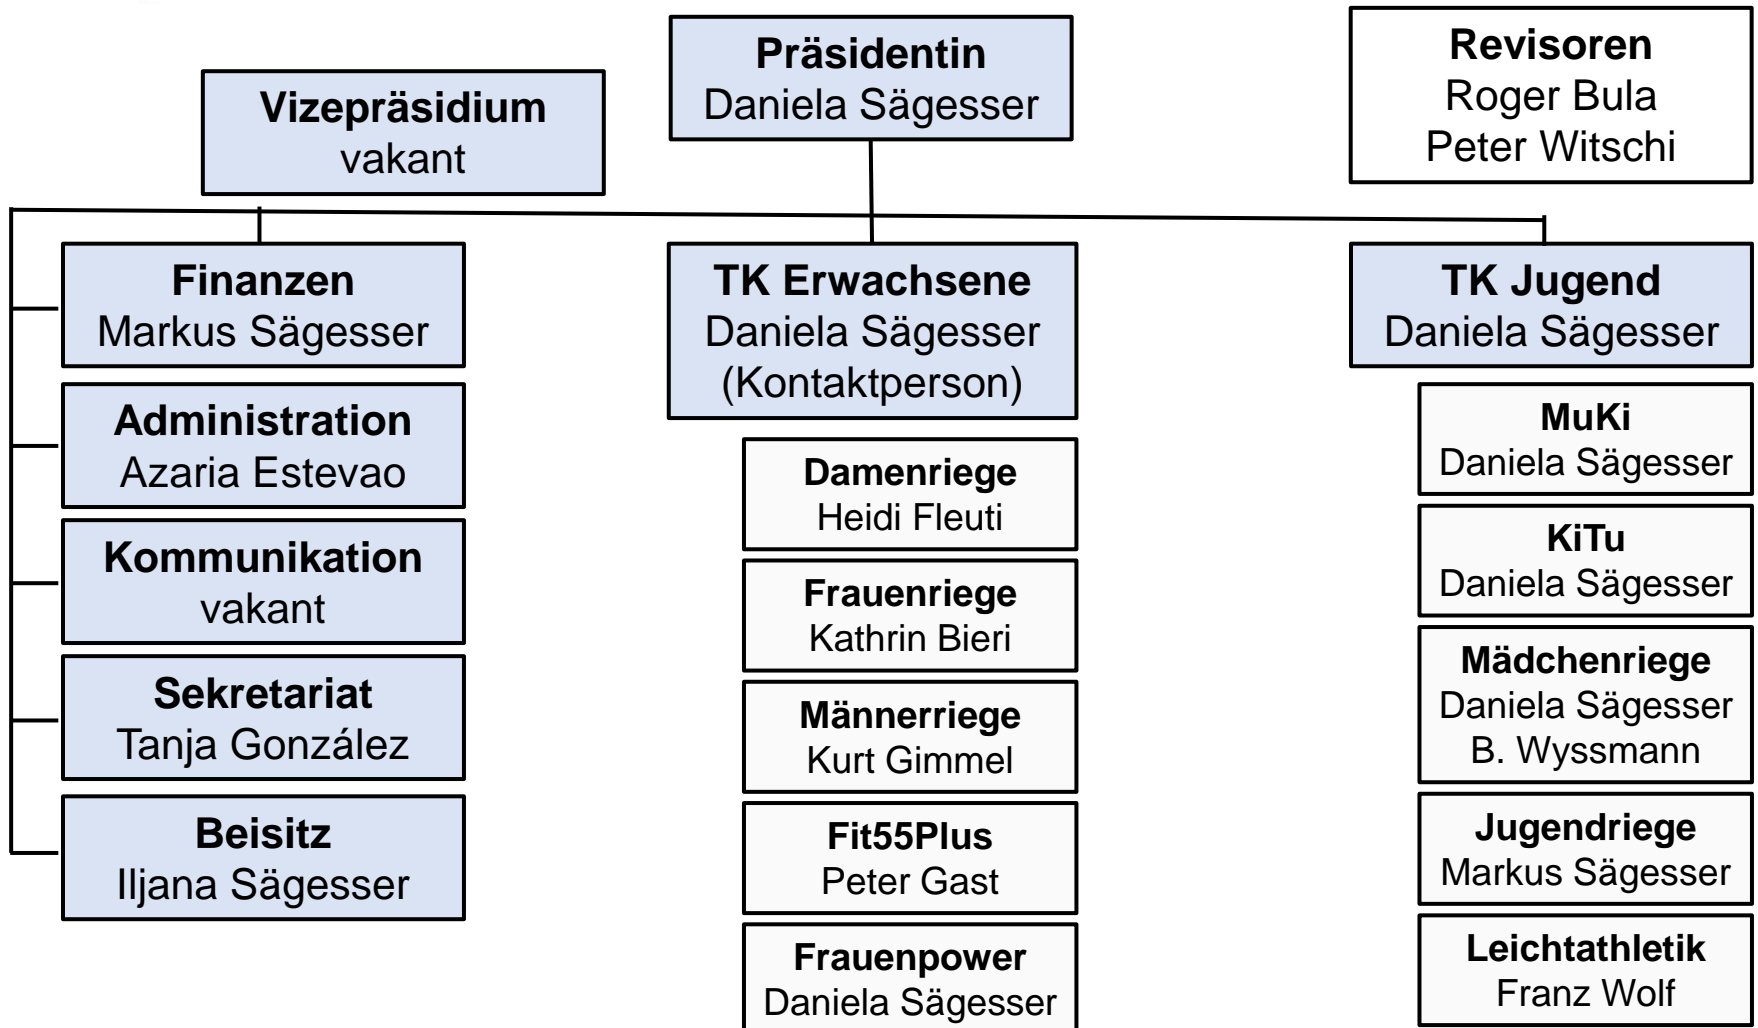 Präsidentin
Daniela Sägesser
Vizepräsidium
vakant
Revisoren
Roger Bula
Peter Witschi
Finanzen
Markus Sägesser
Administration
Azaria Estevao
Kommunikation
vakant
Sekretariat
Tanja González
Beisitz
Iljana Sägesser
TK Erwachsene
Daniela Sägesser
(Kontaktperson)
Damenriege
Heidi Fleuti
Frauenriege
Kathrin Bieri
Männerriege
Kurt Gimmel
Fit55Plus
Peter Gast
Frauenpower
Daniela Sägesser
TK Jugend
Daniela Sägesser
MuKi
Daniela Sägesser
KiTu
Daniela Sägesser
Mädchenriege
Daniela Sägesser
B. Wyssmann
Jugendriege
Markus Sägesser
Leichtathletik
Franz Wolf